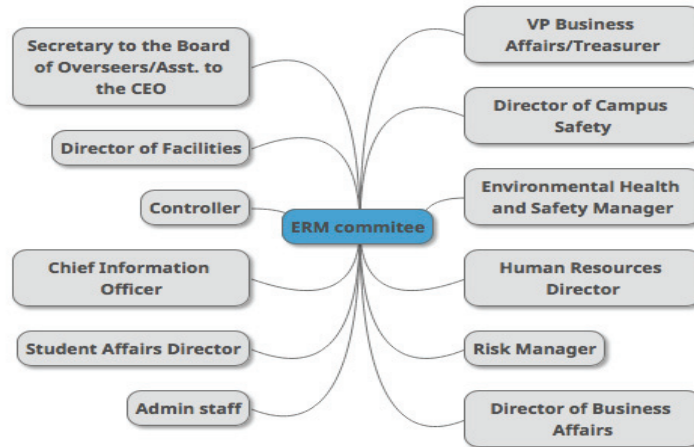 Secretary to the Board
of Overseers/Asst. to
the CEO
Director of Facilities
Controller
Chief Information
Officer
Student Affairs Director
Admin staff
ERM commitee
VP Business
Affairs/Treasurer
Director of Campus
Safety
Environmental Health
and Safety Manager
Human Resources
Director
Risk Manager
Director of Business
Affairs